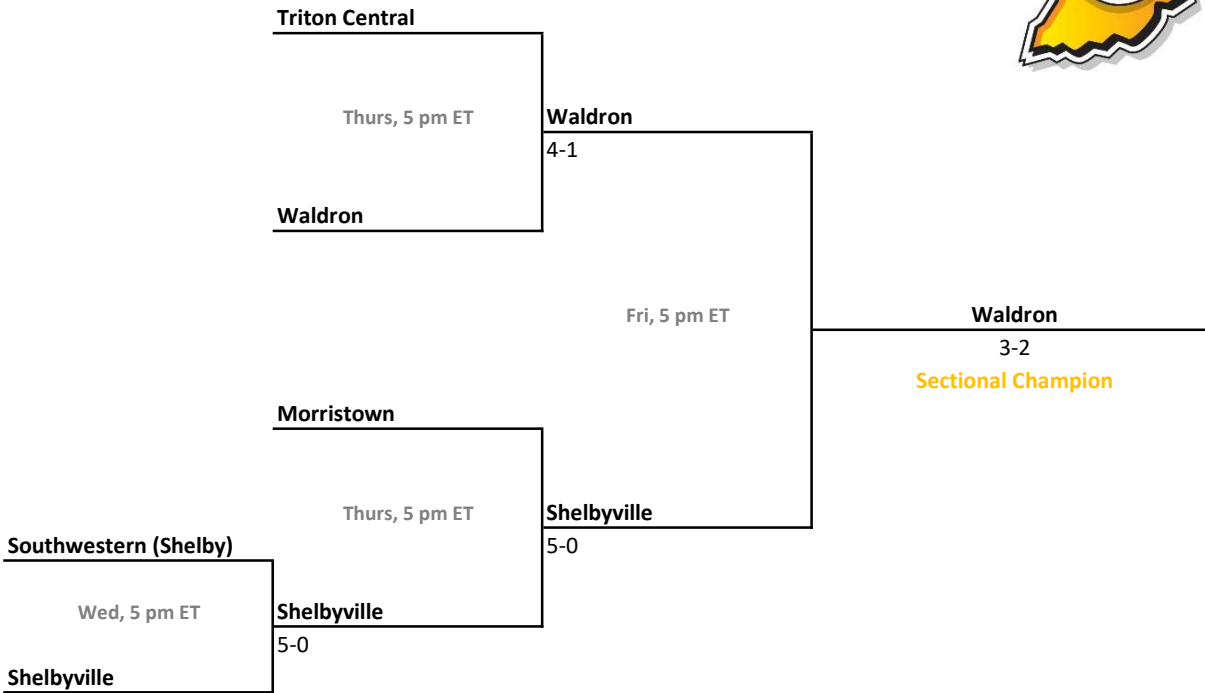 Triton Central
Thurs, 5 pm ET
Waldron
4-1
Waldron
Fri, 5 pm ET
Waldron
3-2
Sectional Champion
Morristown
Thurs, 5 pm ET
Shelbyville
5-0
Southwestern (Shelby)
Wed, 5 pm ET
Shelbyville
5-0
Shelbyville